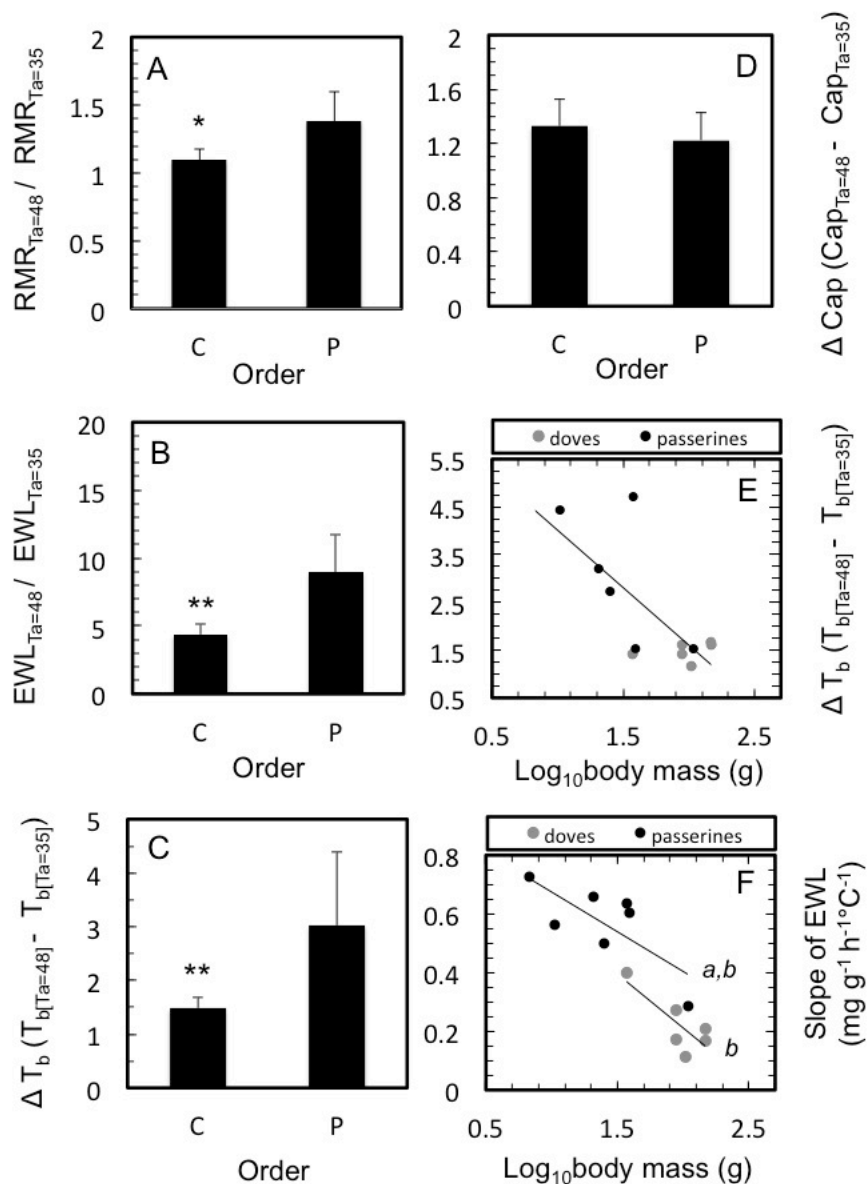 A
RMR_Ta=48 / RMR_Ta=35
2
1.5
1
0.5
0
*
C P
Order
D
Δ Cap (Cap_Ta=48 - Cap_Ta=35)
2
1.6
1.2
0.8
0.4
0
C P
Order
B
EWL_Ta=48 / EWL_Ta=35
20
15
10
5
0
**
C P
Order
doves passerines
E
Δ T_b (T_b[Ta=48] - T_b[Ta=35])
5.5
4.5
3.5
2.5
1.5
0.5
0.5 1.5 2.5
Log10body mass (g)
C
Δ T_b (T_b[Ta=48] - T_b[Ta=35])
5
4
3
2
1
0
**
C P
Order
doves passerines
F
Slope of EWL
(mg g-1 h-1°C-1)
0.8
0.6
0.4
0.2
0
a,b
b
0.5 1.5 2.5
Log10body mass (g)